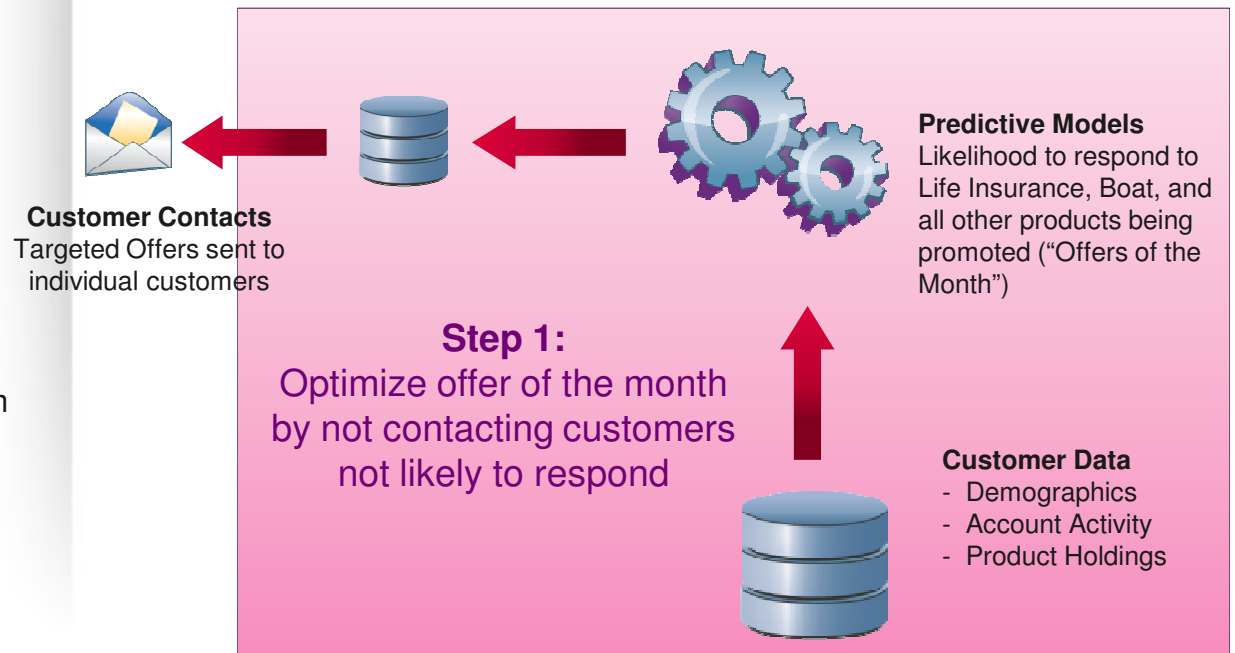 Predictive Models
Likelihood to respond to
Life Insurance, Boat, and
all other products being
promoted (“Offers of the
Month”)
Customer Contacts
Targeted Offers sent to
individual customers
Step 1:
Optimize offer of the month
by not contacting customers
not likely to respond
Customer Data
- Demographics
- Account Activity
- Product Holdings